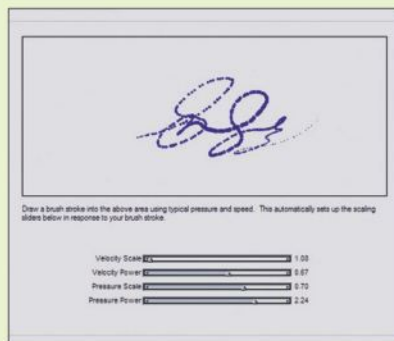 Draw a brush stroke into the above area using typical pressure and speed.  This automatically sets up the scaling
sliders below in response to your brush stroke.
Velocity Scale 1.08
Velocity Power 0.67
Pressure Scale 0.70
Pressure Power 2.24